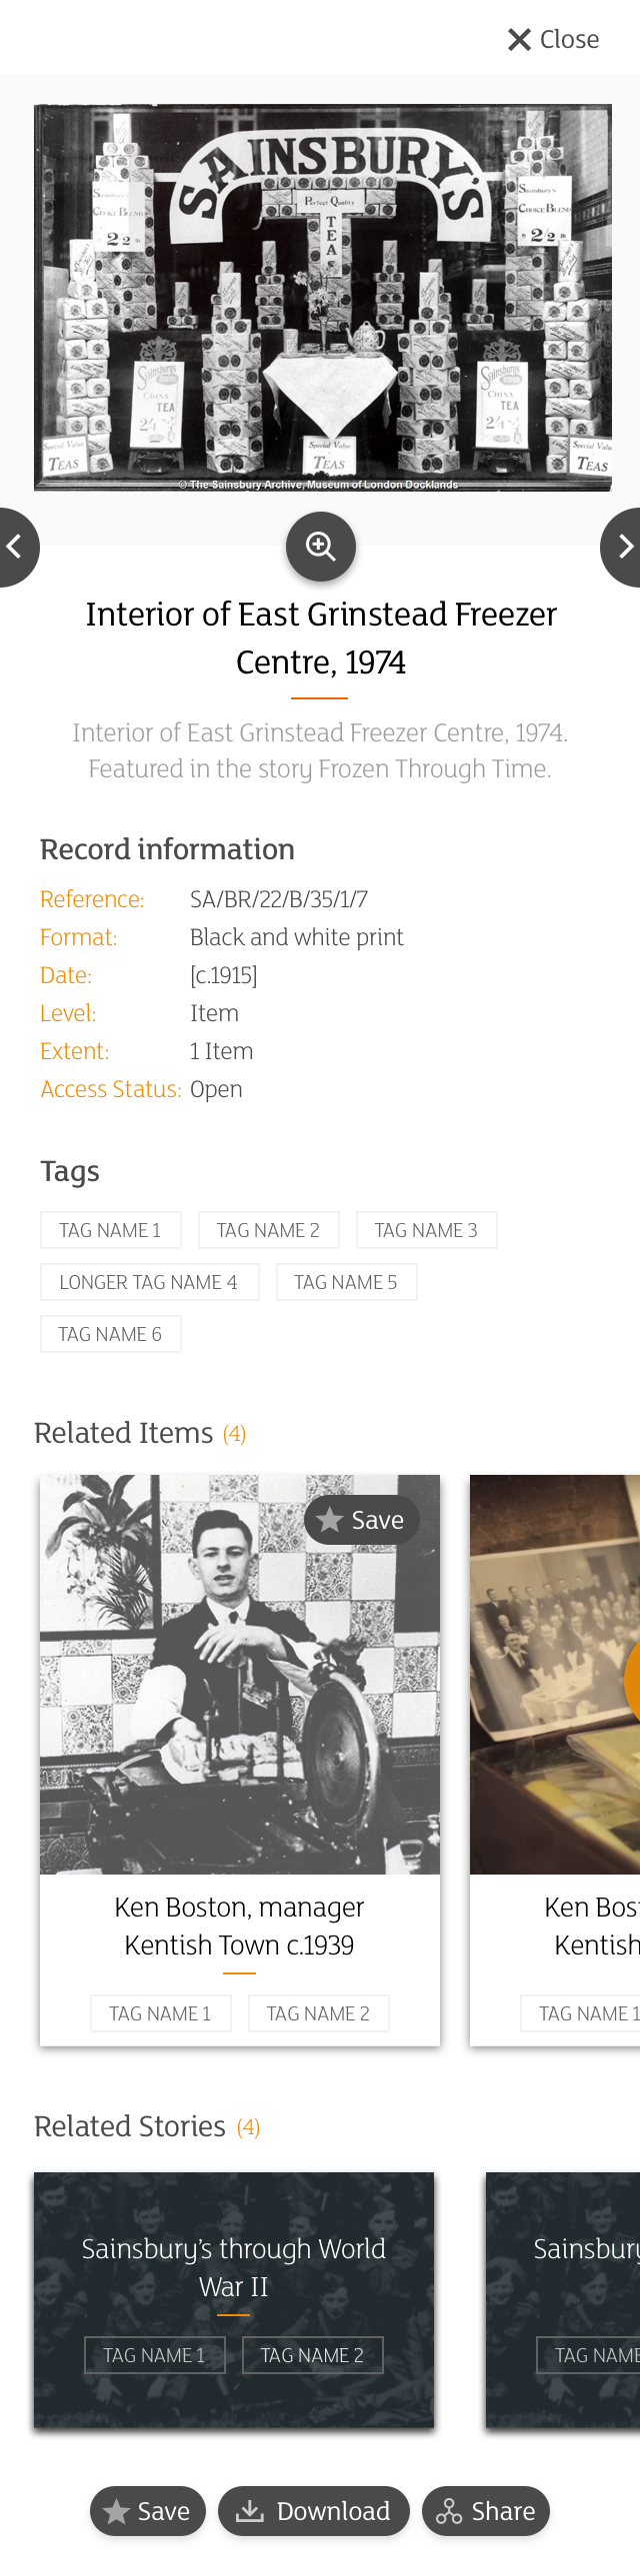 Close
SAINSBURY'S
Perfect Quality
TEAS
Sainsbury's
CHOICE BLEND
2/2
Sainsbury's
CHOICE BLEND
2/2
Sainsbury's
CHINA
TEA
2/4
Sainsbury's
CHINA
TEA
2/4
Special Value
TEAS
Special Value
TEAS
Special Value
TEAS
© The Sainsbury Archive, Museum of London Docklands
Interior of East Grinstead Freezer
Centre, 1974
Interior of East Grinstead Freezer Centre, 1974.
Featured in the story Frozen Through Time.
Record information
Reference: SA/BR/22/B/35/1/7
Format: Black and white print
Date: [c.1915]
Level: Item
Extent: 1 Item
Access Status: Open
Tags
TAG NAME 1 TAG NAME 2 TAG NAME 3
LONGER TAG NAME 4 TAG NAME 5
TAG NAME 6
Related Items (4)
Save
Ken Boston, manager
Kentish Town c.1939
TAG NAME 1 TAG NAME 2
Ken Bos
Kentish
TAG NAME 1
Related Stories (4)
Sainsbury's through World
War II
TAG NAME 1 TAG NAME 2
Sainsbury
TAG NAME
Save Download Share